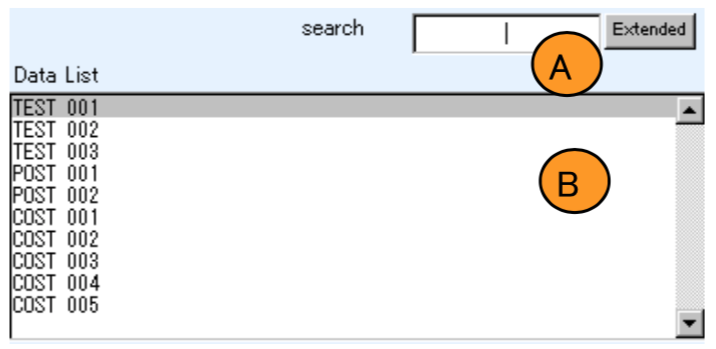 search
Extended
A
Data List
TEST 001
TEST 002
TEST 003
POST 001
POST 002
COST 001
COST 002
COST 003
COST 004
COST 005
B